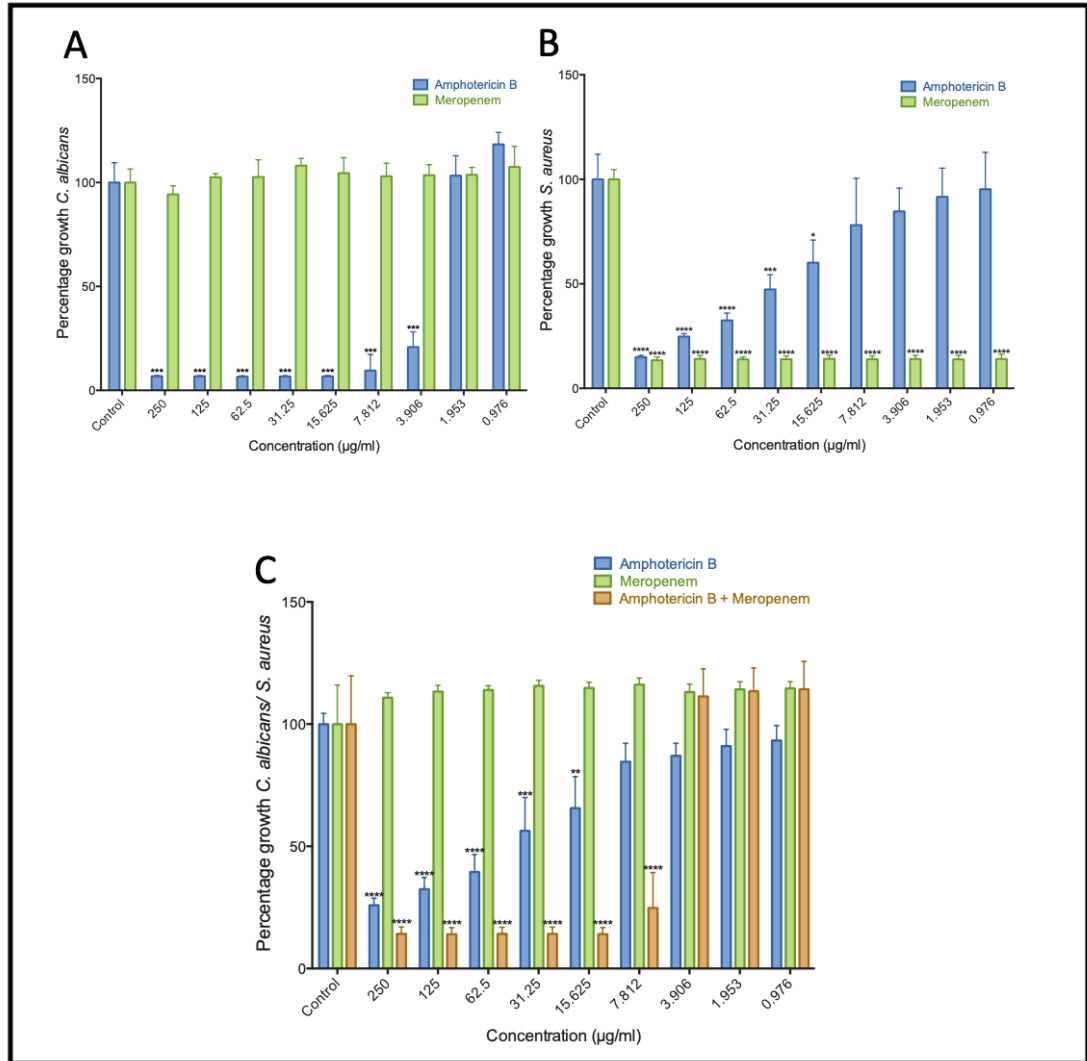 A
Amphotericin B
Meropenem
Percentage growth C. albicans
150
100
50
0
*** *** *** *** *** *** ***
Control 250 125 62.5 31.25 15.625 7.812 3.906 1.953 0.976
Concentration (µg/ml)
B
Amphotericin B
Meropenem
Percentage growth S. aureus
150
100
50
0
**** **** **** **** **** **** *** **** * **** **** **** **** ****
Control 250 125 62.5 31.25 15.625 7.812 3.906 1.953 0.976
Concentration (µg/ml)
C
Amphotericin B
Meropenem
Amphotericin B + Meropenem
Percentage growth C. albicans/ S. aureus
150
100
50
0
**** **** **** **** **** **** *** **** ** **** ****
Control 250 125 62.5 31.25 15.625 7.812 3.906 1.953 0.976
Concentration (µg/ml)